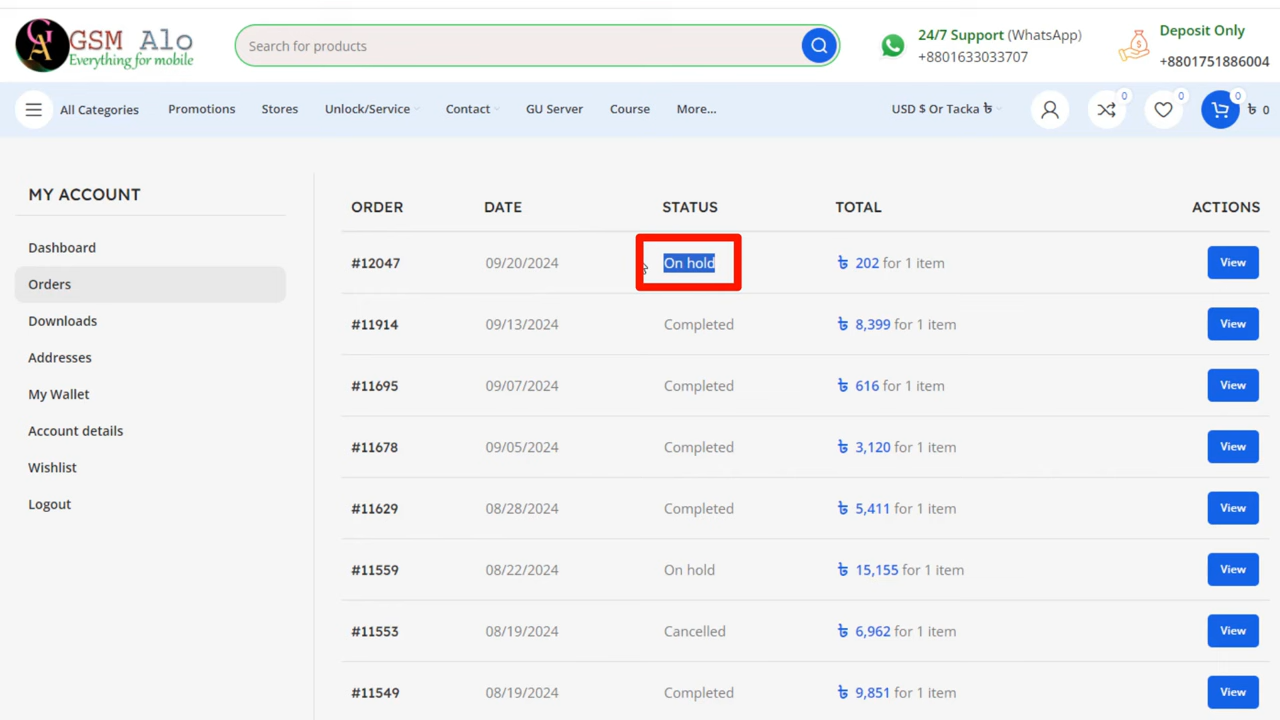 GSM Alo
Everything for mobile
Search for products
24/7 Support (WhatsApp)
+8801633033707
Deposit Only
+8801751886004
All Categories
Promotions
Stores
Unlock/Service
Contact
GU Server
Course
More...
USD $ Or Tacka ৳
0
0
0
৳ 0
MY ACCOUNT
Dashboard
Orders
Downloads
Addresses
My Wallet
Account details
Wishlist
Logout
ORDER DATE STATUS TOTAL ACTIONS
#12047 09/20/2024 On hold ৳ 202 for 1 item View
#11914 09/13/2024 Completed ৳ 8,399 for 1 item View
#11695 09/07/2024 Completed ৳ 616 for 1 item View
#11678 09/05/2024 Completed ৳ 3,120 for 1 item View
#11629 08/28/2024 Completed ৳ 5,411 for 1 item View
#11559 08/22/2024 On hold ৳ 15,155 for 1 item View
#11553 08/19/2024 Cancelled ৳ 6,962 for 1 item View
#11549 08/19/2024 Completed ৳ 9,851 for 1 item View